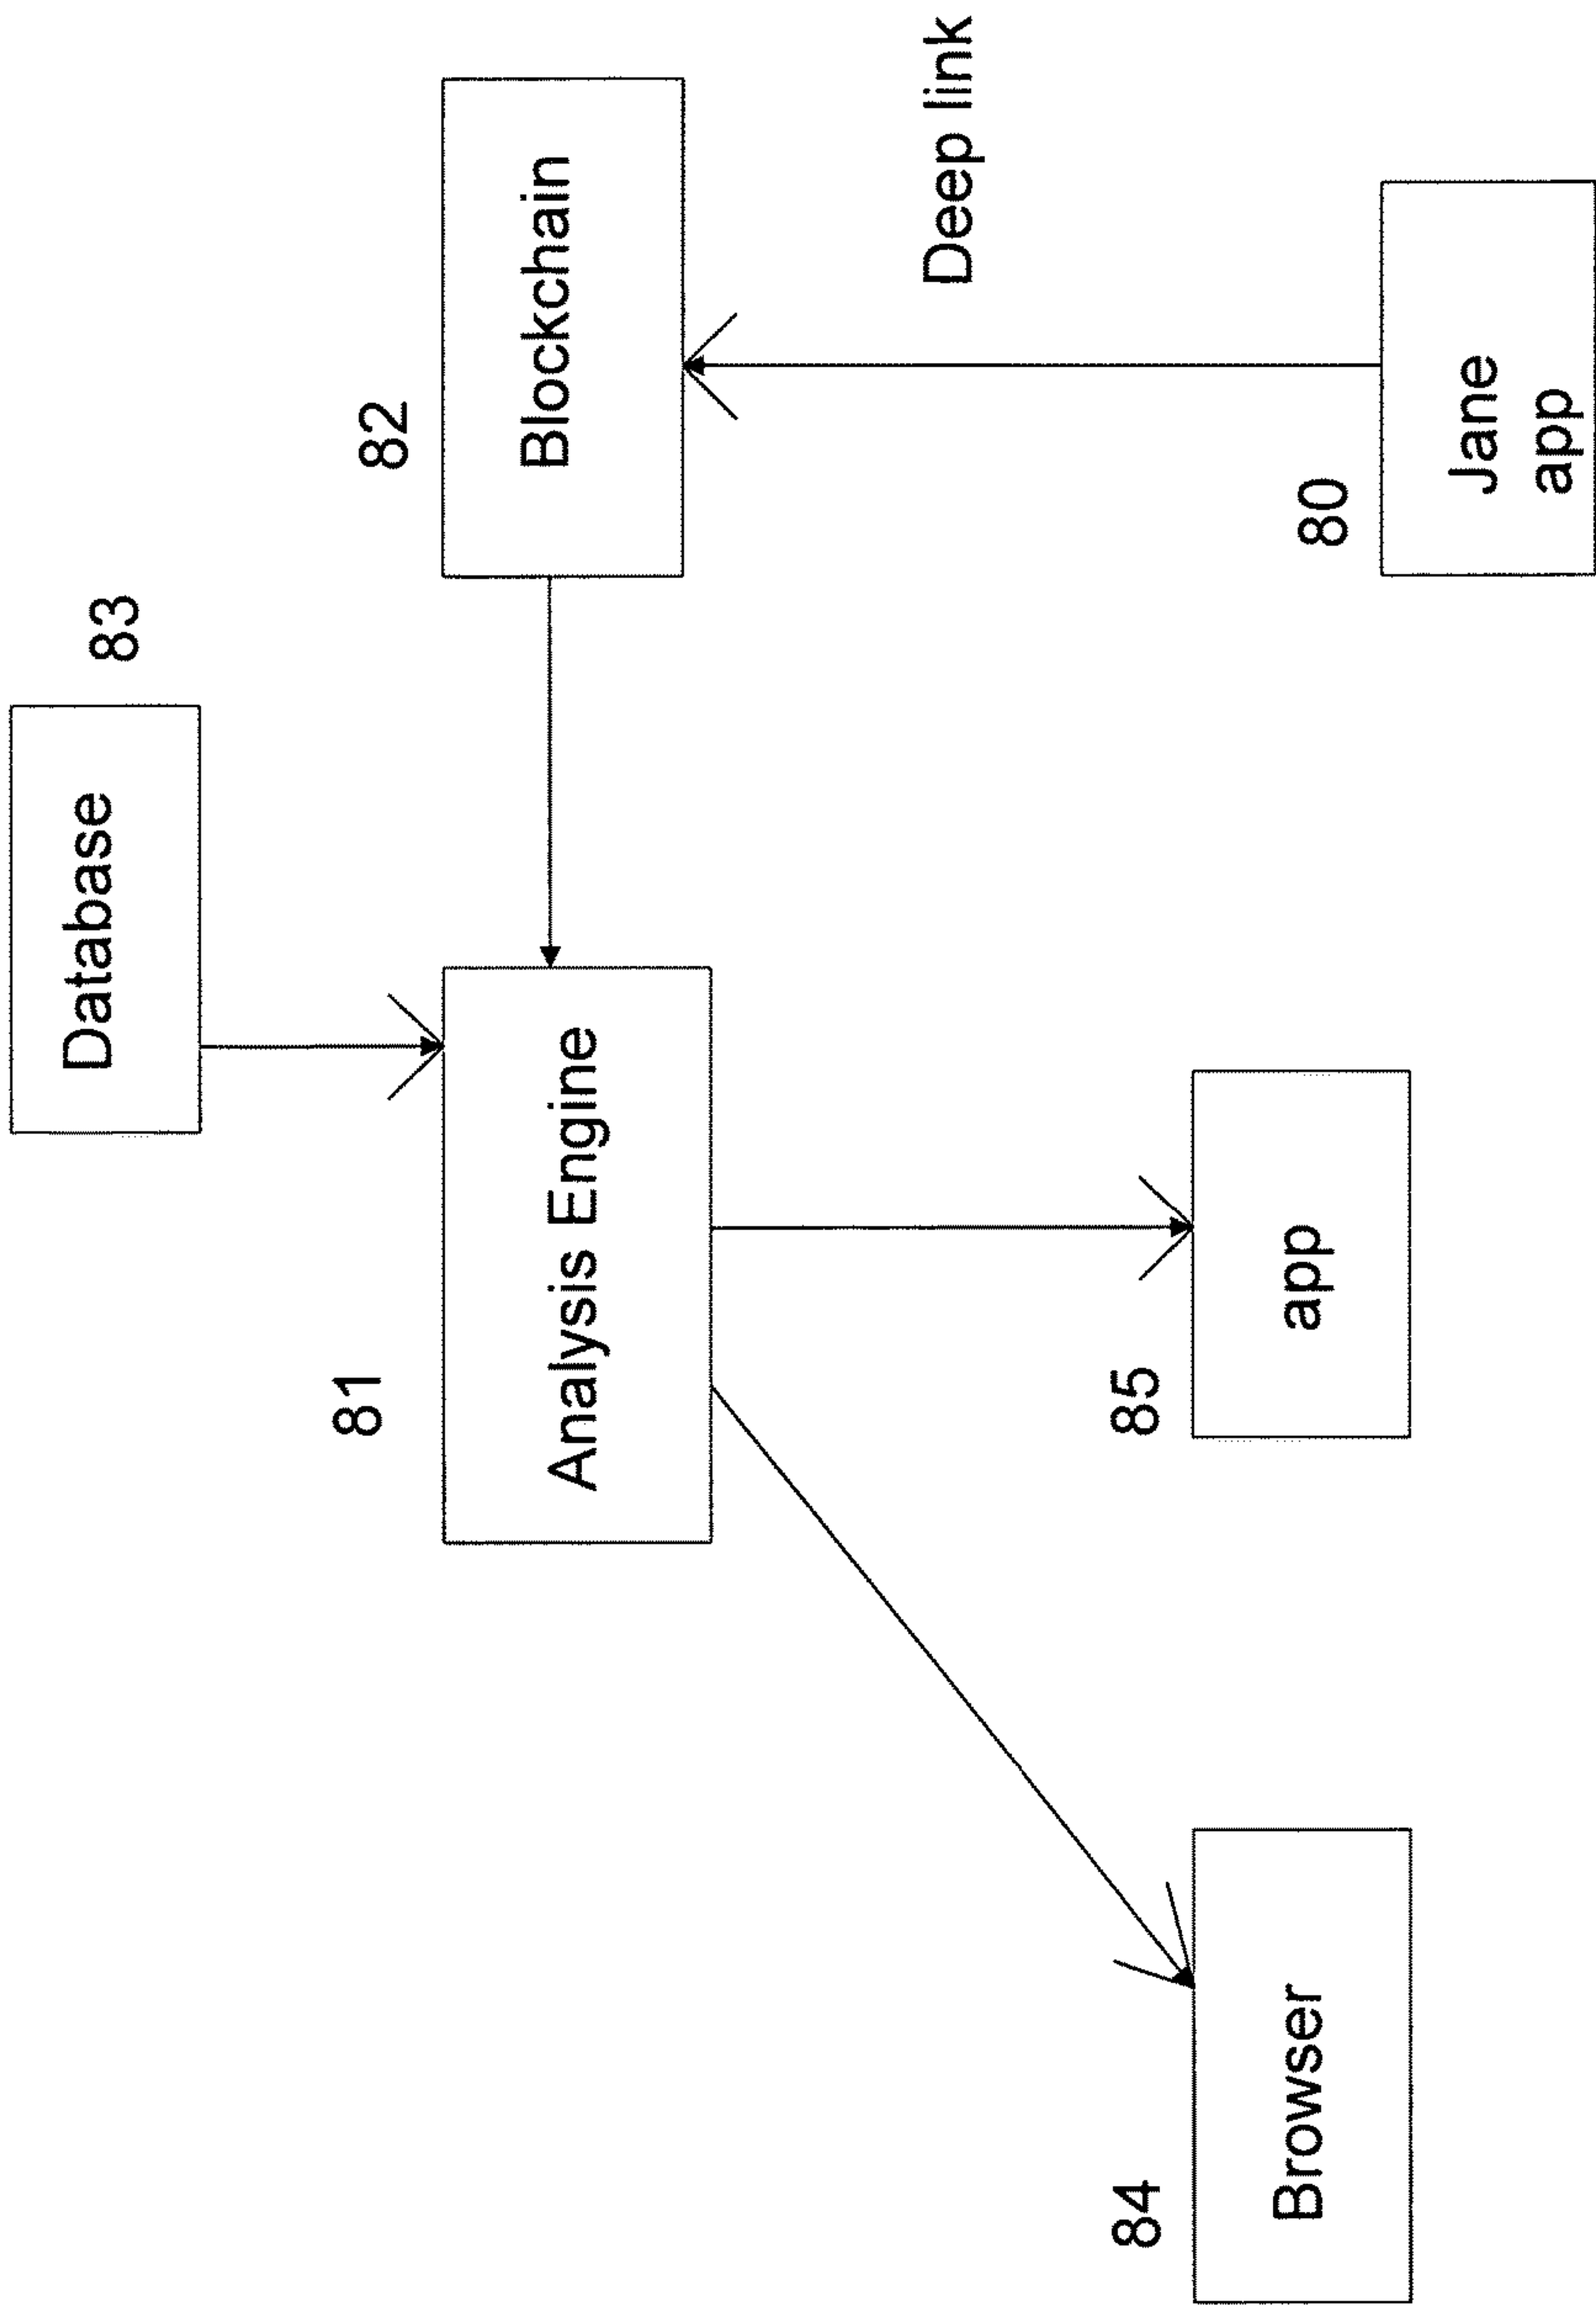 Database
83
81
82
Analysis Engine
Blockchain
Deep link
84
85
80
Browser
app
Jane
app